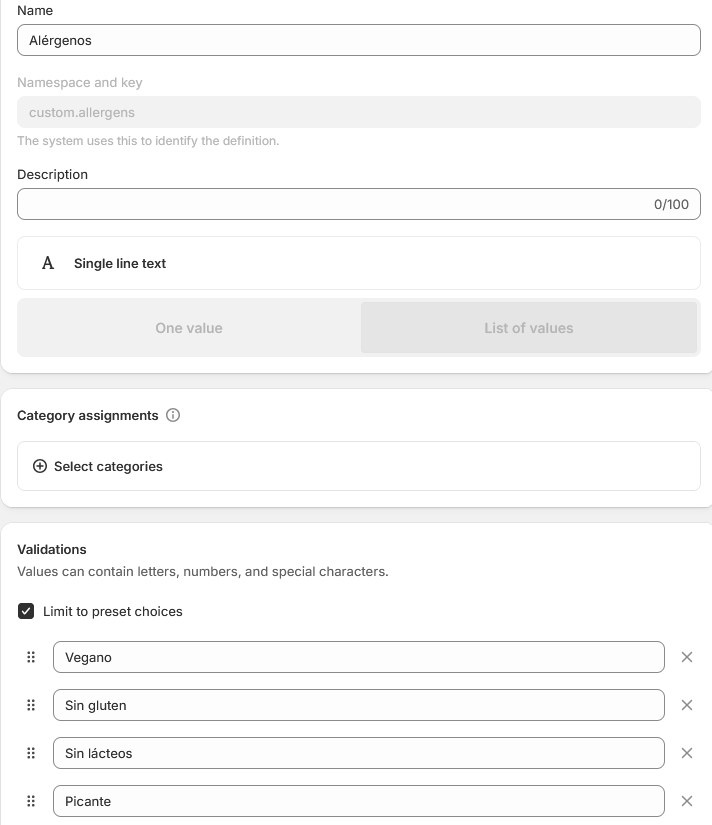 Name
Alérgenos
Namespace and key
custom.allergens
The system uses this to identify the definition.
Description
0/100
A Single line text
One value List of values
Category assignments
Select categories
Validations
Values can contain letters, numbers, and special characters.
Limit to preset choices
Vegano
Sin gluten
Sin lácteos
Picante